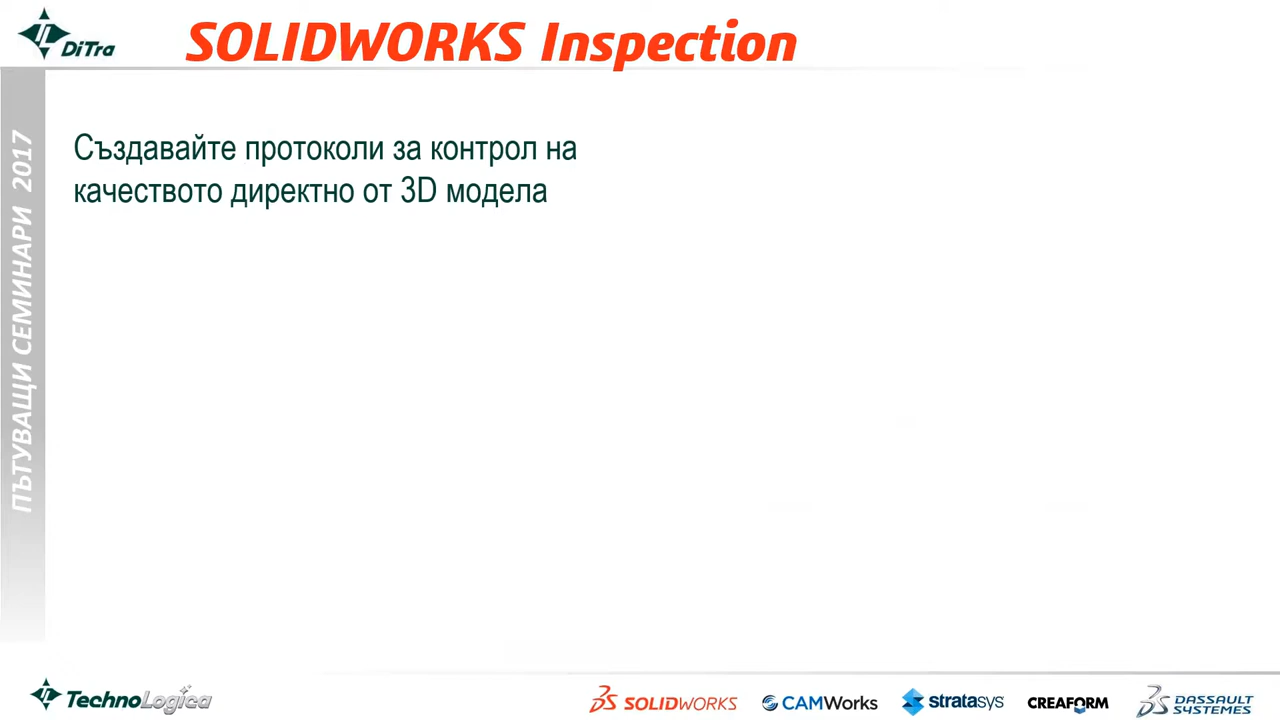 DiTra
SOLIDWORKS Inspection
ПЪТУВАЩИ СЕМИНАРИ 2017
Създавайте протоколи за контрол на
качеството директно от 3D модела
TechnoLogica
SOLIDWORKS
CAMWorks
stratasys
CREAFORM
DASSAULT
SYSTEMES